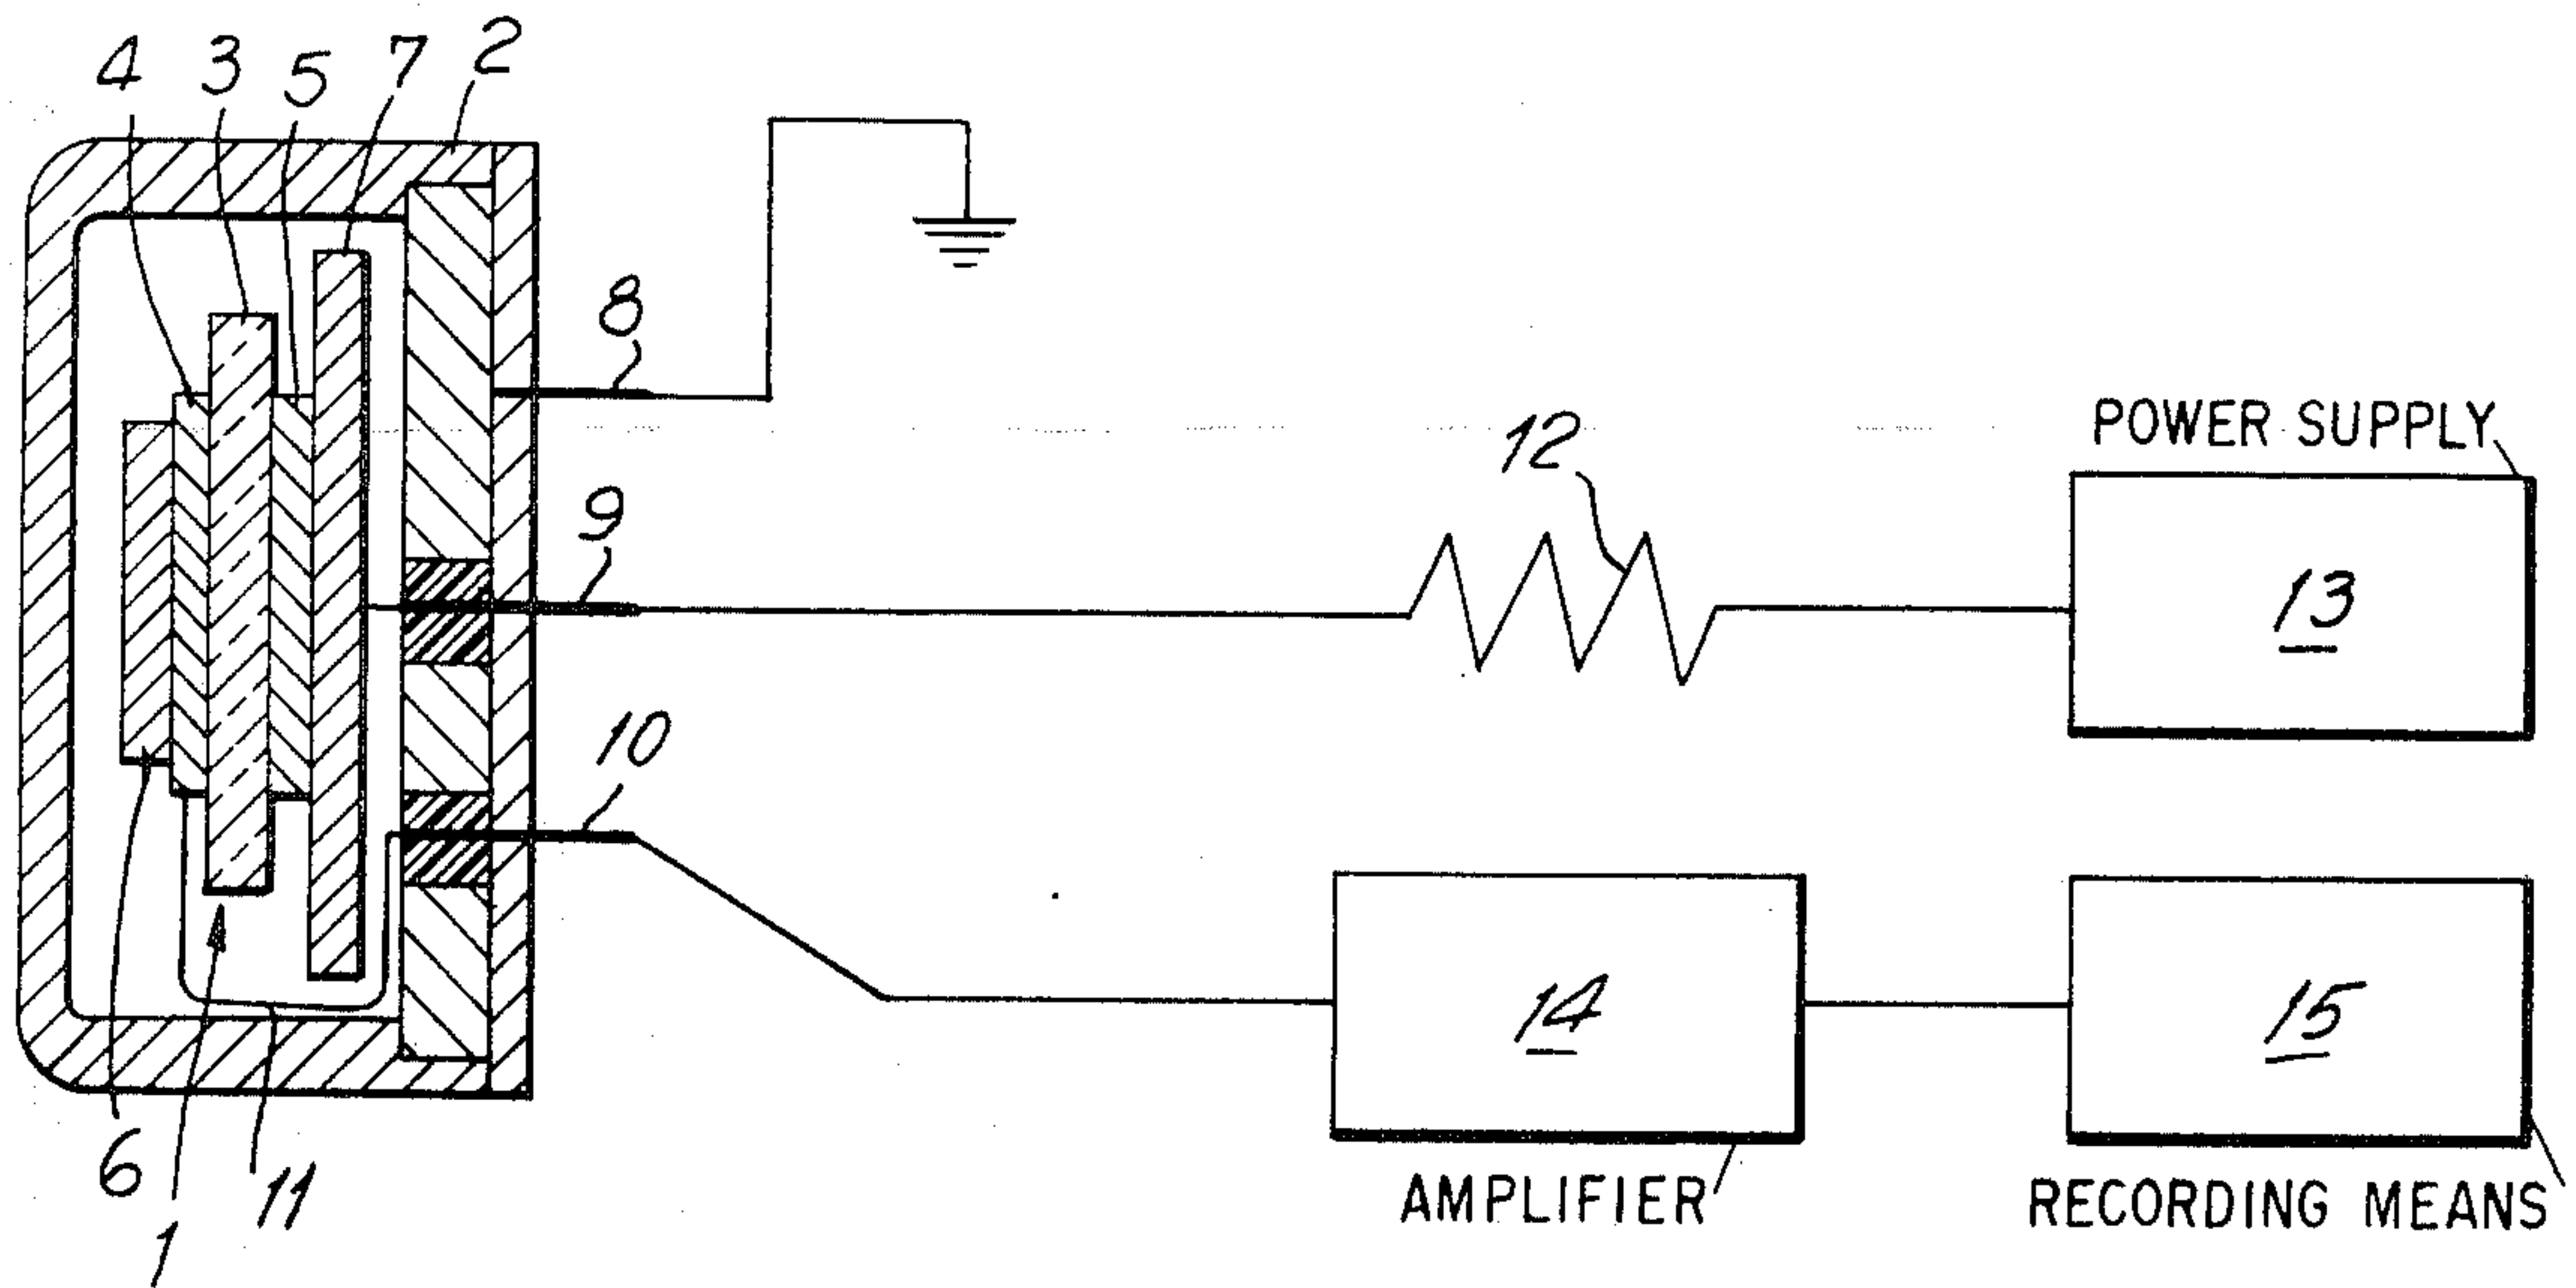 4 3 5 7 2
8
POWER SUPPLY
12
9
13
10
14
15
6
11
1
AMPLIFIER
RECORDING MEANS